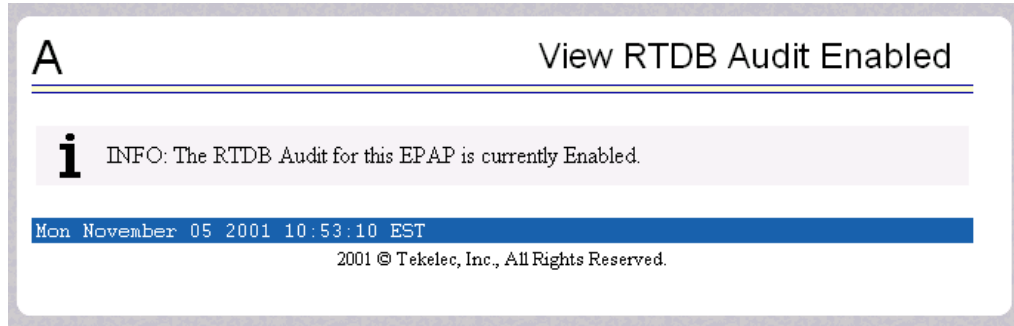 A
View RTDB Audit Enabled
i
INFO: The RTDB Audit for this EPAP is currently Enabled.
Mon November 05 2001 10:53:10 EST
2001 © Tekelec, Inc., All Rights Reserved.